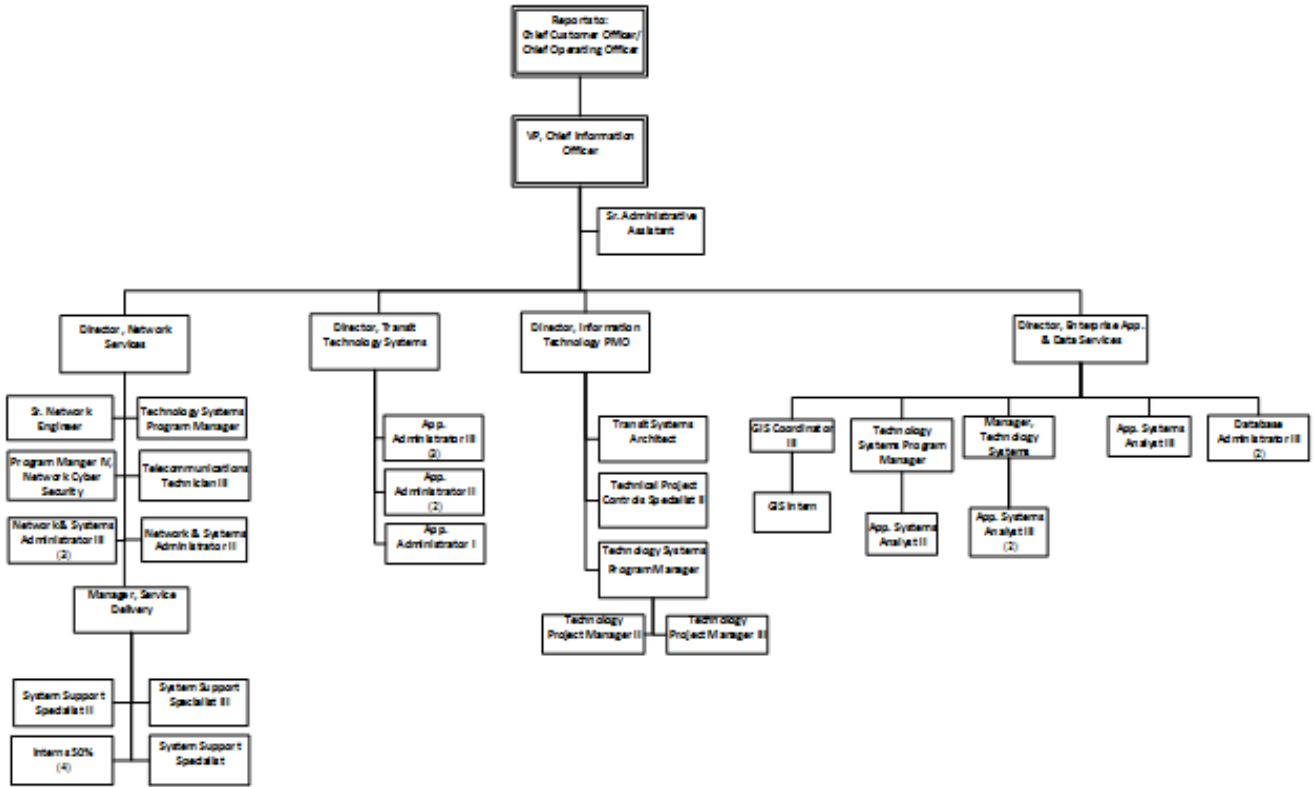 Reports to:
Chief Customer Officer/
Chief Operating Officer
VP, Chief Information
Officer
Sr. Administrative
Assistant
Director, Network
Services
Director, Transit
Technology Systems
Director, Information
Technology PMO
Director, Enterprise App.
& Data Services
Sr. Network
Engineer
Technology Systems
Program Manager
Program Manger IV,
Network Cyber
Security
Telecommunications
Technician III
Network & Systems
Administrator III
Network & Systems
Administrator II
Manager, Service
Delivery
System Support
Specialist II
System Support
Specialist III
Interns 50%
(4)
System Support
Specialist
App.
Administrator III
App.
Administrator II
(2)
App.
Administrator I
Transit Systems
Architect
Technical Project
Controls Specialist II
Technology Systems
Program Manager
Technology
Project Manager II
Technology
Project Manager III
GIS Coordinator
III
GIS Intern
Technology
Systems Program
Manager
App. Systems
Analyst II
Manager,
Technology
Systems
App. Systems
Analyst III
(2)
App. Systems
Analyst III
Database
Administrator III
(2)